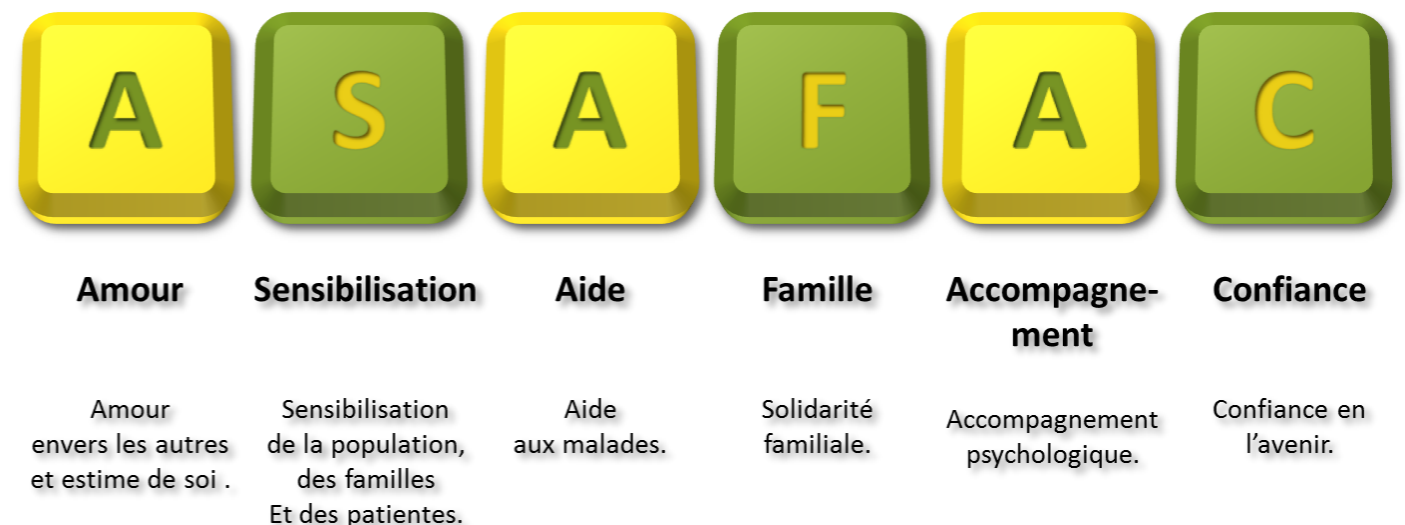 A S A F A C
Amour
Sensibilisation
Aide
Famille
Accompagne-
ment
Confiance
Amour
envers les autres
et estime de soi .
Sensibilisation
de la population,
des familles
Et des patientes.
Aide
aux malades.
Solidarité
familiale.
Accompagnement
psychologique.
Confiance en
l’avenir.